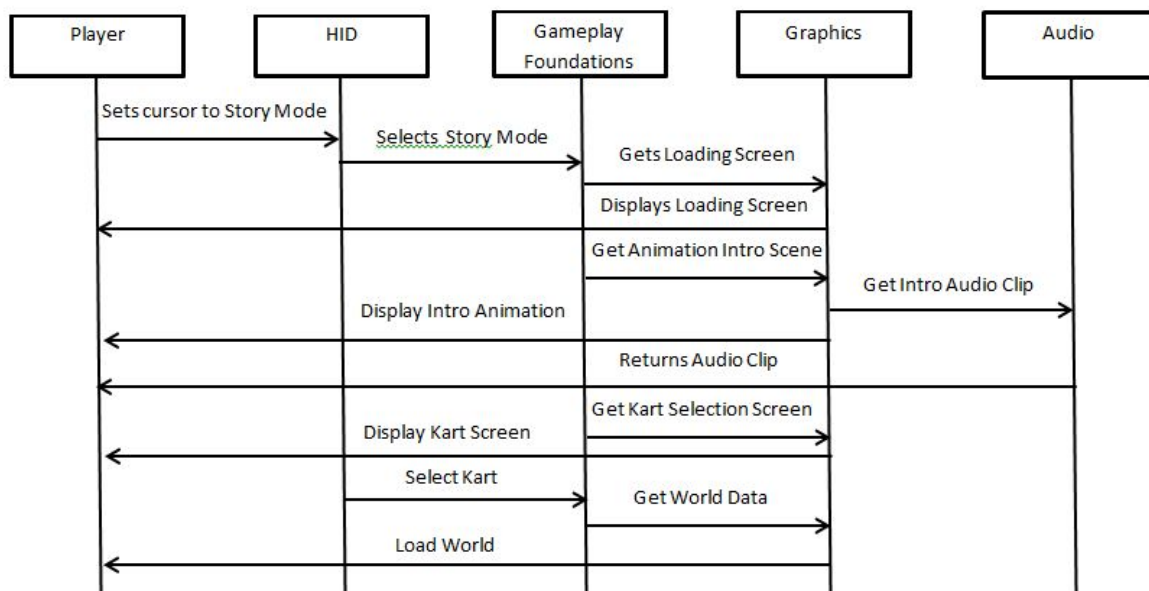 Player
HID
Gameplay
Foundations
Graphics
Audio
Sets cursor to Story Mode
Selects Story Mode
Gets Loading Screen
Displays Loading Screen
Get Animation Intro Scene
Get Intro Audio Clip
Display Intro Animation
Returns Audio Clip
Get Kart Selection Screen
Display Kart Screen
Select Kart
Get World Data
Load World